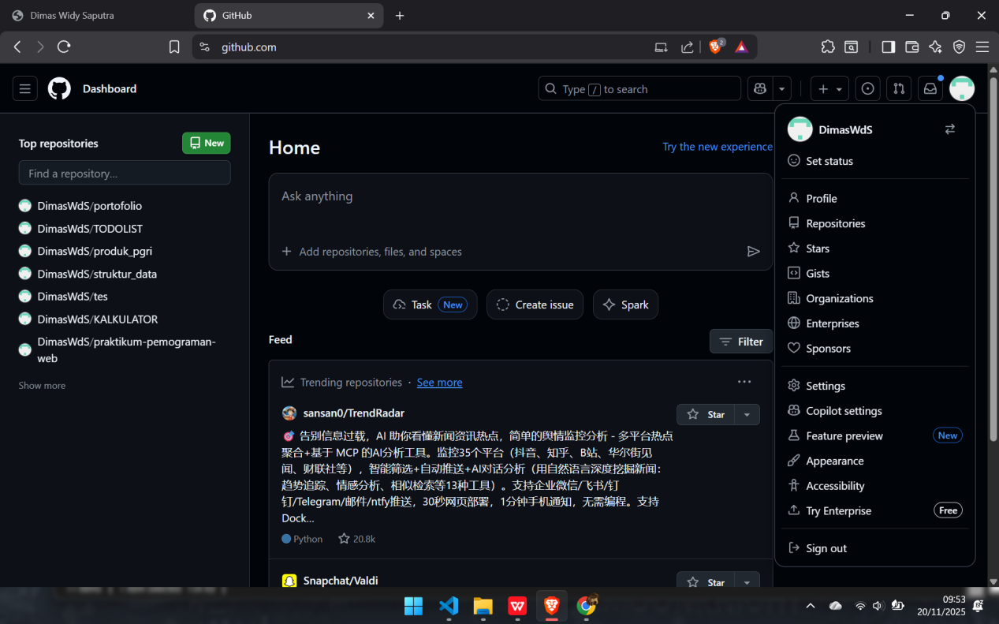 Dimas Widy Saputra
GitHub
github.com
2
Dashboard
Type / to search
Top repositories
New
Find a repository...
DimasWdS/portofolio
DimasWdS/TODOLIST
DimasWdS/produk_pgri
DimasWdS/struktur_data
DimasWdS/tes
DimasWdS/KALKULATOR
DimasWdS/praktikum-pemograman-
web
Show more
Home
Try the new experience
Ask anything
Add repositories, files, and spaces
Task New
Create issue
Spark
Feed
Filter
Trending repositories · See more
sansan0/TrendRadar
Star
🎯 告别信息过载，AI 助你看懂新闻资讯热点，简单的舆情监控分析 - 多平台热点
聚合+基于 MCP 的AI分析工具。监控35个平台（抖音、知乎、B站、华尔街见
闻、财联社等），智能筛选+自动推送+AI对话分析（用自然语言深度挖掘新闻：
趋势追踪、情感分析、相似检索等13种工具）。支持企业微信/飞书/钉
钉/Telegram/邮件/ntfy推送，30秒网页部署，1分钟手机通知，无需编程。支持
Dock...
Python 20.8k
Snapchat/Valdi
Star
DimasWdS
Set status
Profile
Repositories
Stars
Gists
Organizations
Enterprises
Sponsors
Settings
Copilot settings
Feature preview New
Appearance
Accessibility
Try Enterprise Free
Sign out
09:53
20/11/2025